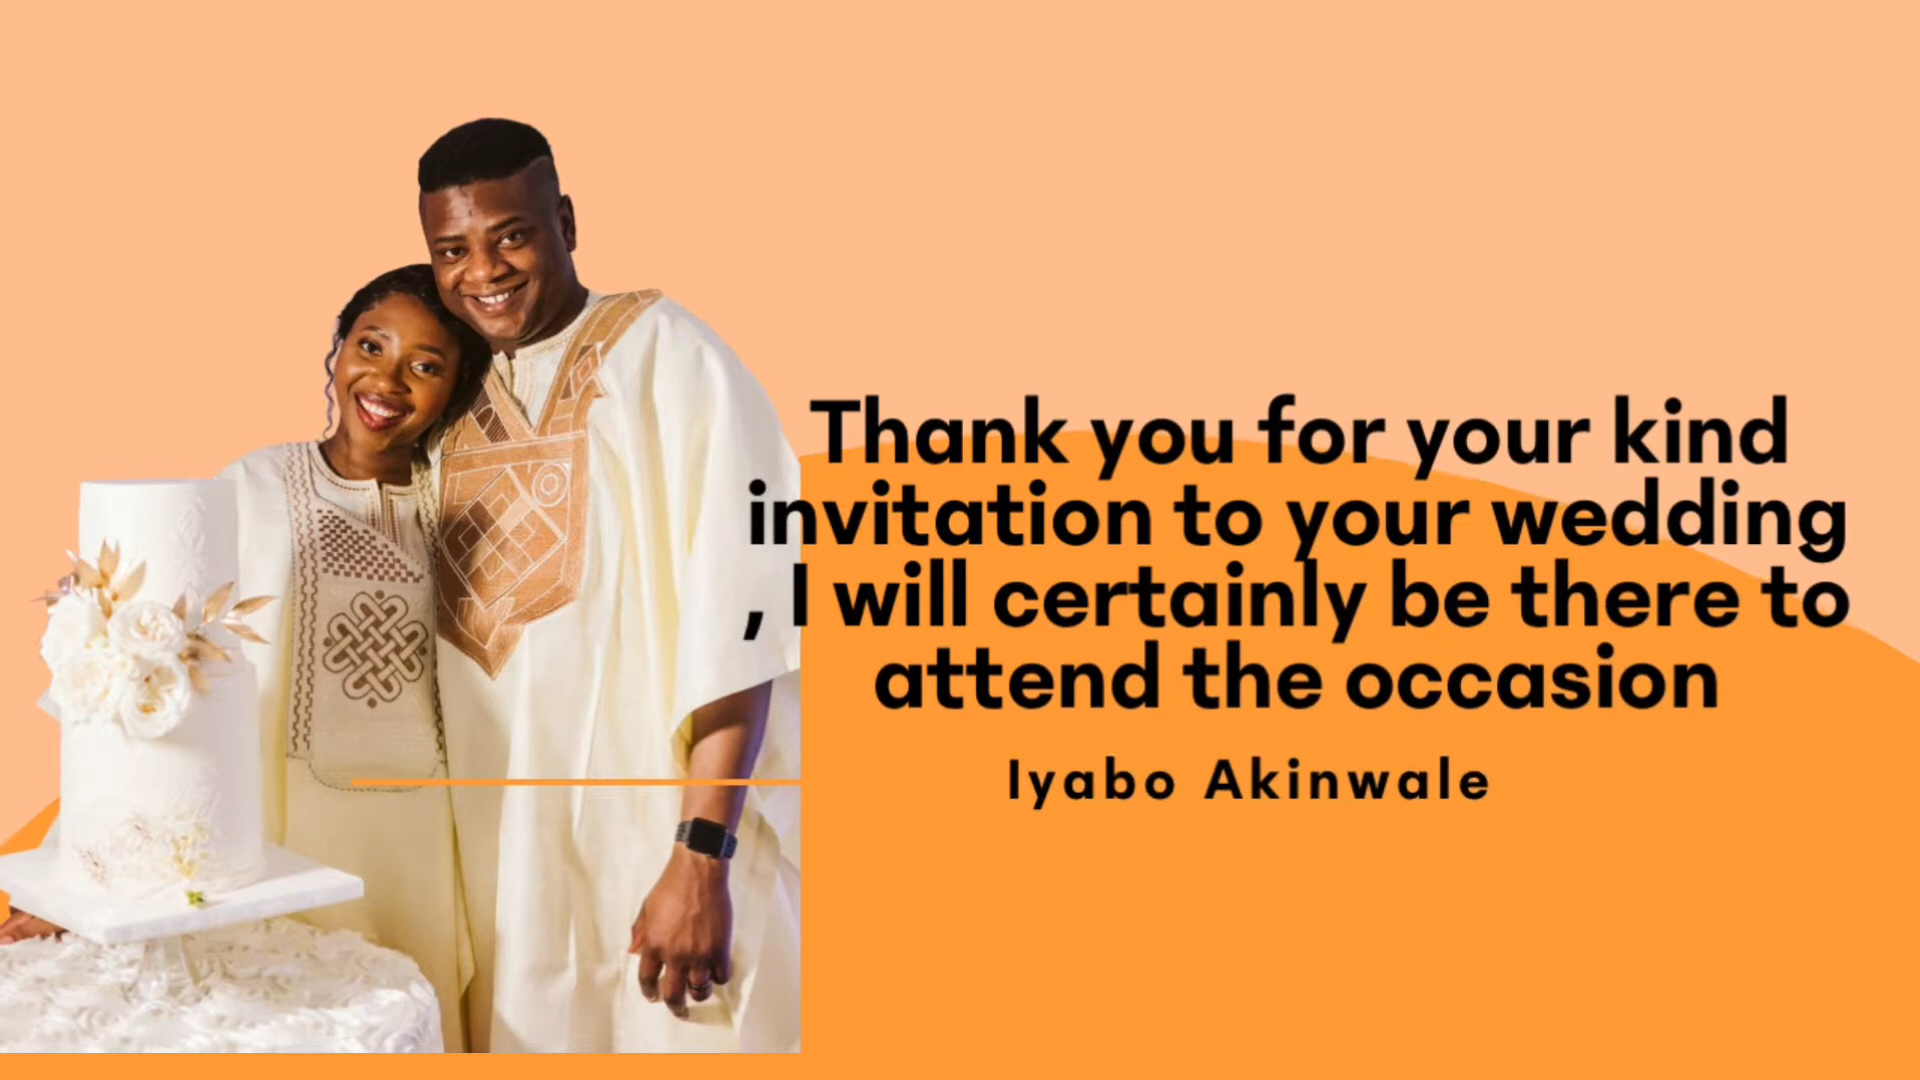 Thank you for your kind
invitation to your wedding
, I will certainly be there to
attend the occasion
Iyabo Akinwale